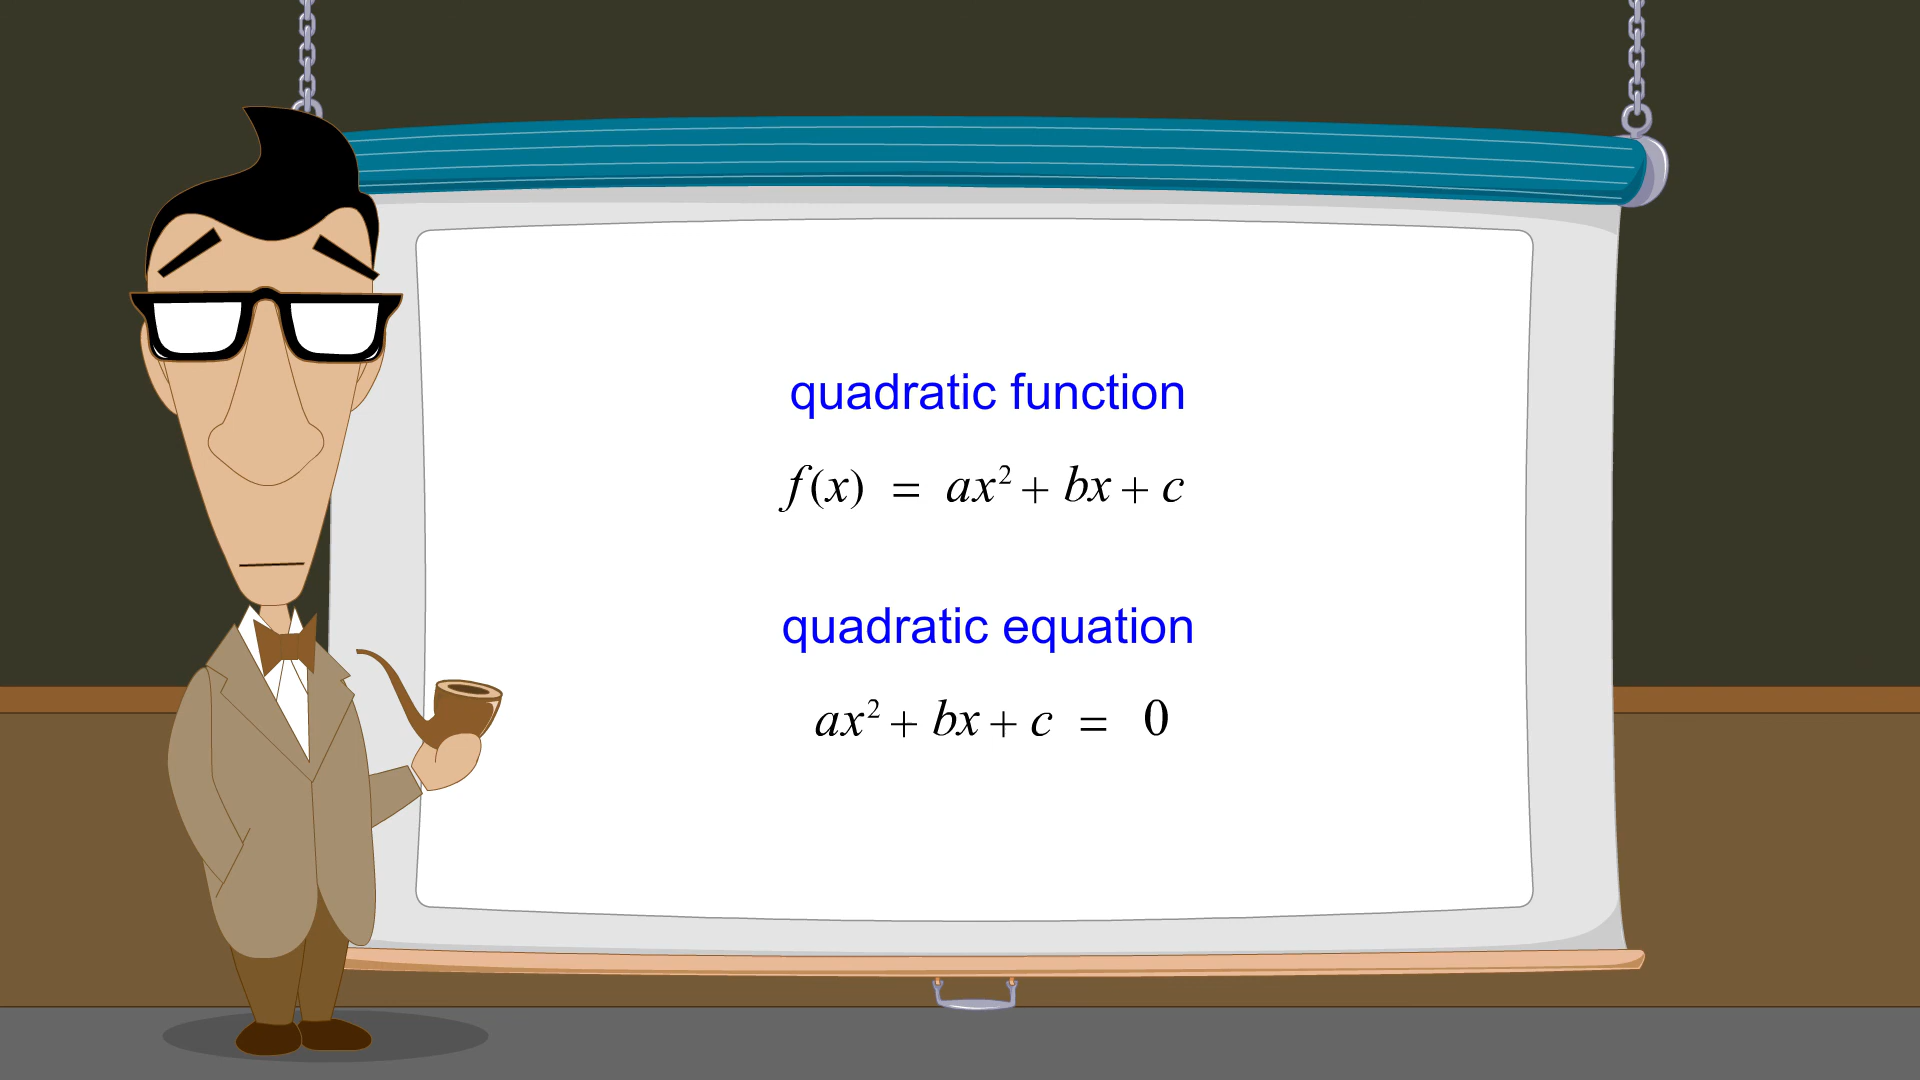 quadratic function
f(x) = ax² + bx + c
quadratic equation
ax² + bx + c = 0